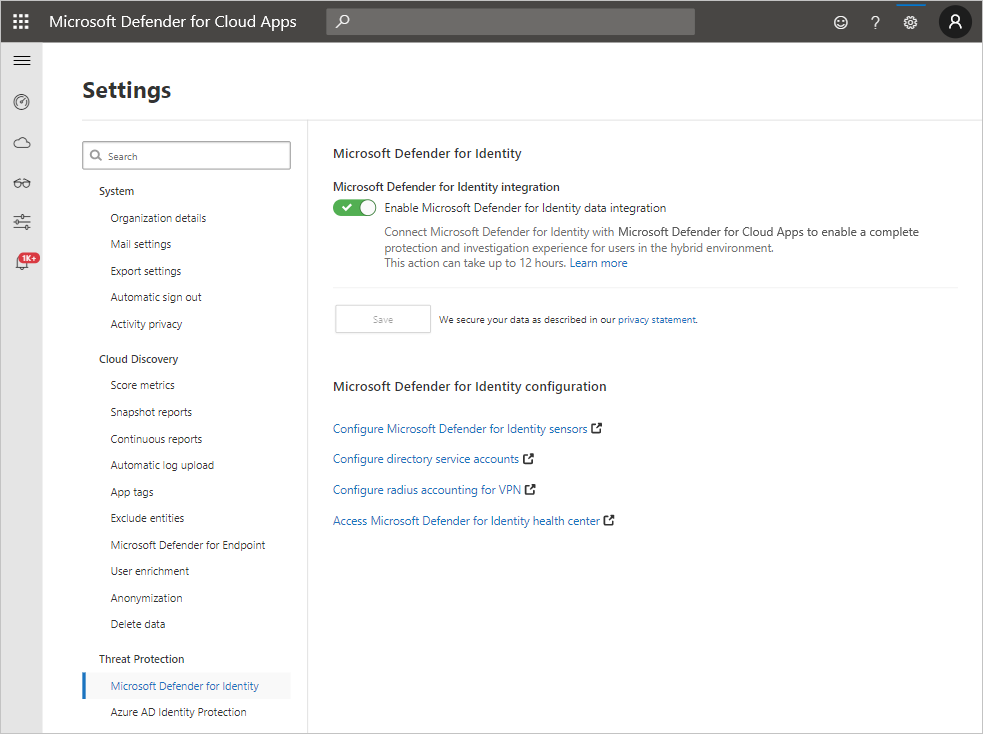 Microsoft Defender for Cloud Apps
?
1K+
Settings
Search
System
Organization details
Mail settings
Export settings
Automatic sign out
Activity privacy
Cloud Discovery
Score metrics
Snapshot reports
Continuous reports
Automatic log upload
App tags
Exclude entities
Microsoft Defender for Endpoint
User enrichment
Anonymization
Delete data
Threat Protection
Microsoft Defender for Identity
Azure AD Identity Protection
Microsoft Defender for Identity
Microsoft Defender for Identity integration
Enable Microsoft Defender for Identity data integration
Connect Microsoft Defender for Identity with Microsoft Defender for Cloud Apps to enable a complete
protection and investigation experience for users in the hybrid environment.
This action can take up to 12 hours. Learn more
Save We secure your data as described in our privacy statement.
Microsoft Defender for Identity configuration
Configure Microsoft Defender for Identity sensors
Configure directory service accounts
Configure radius accounting for VPN
Access Microsoft Defender for Identity health center